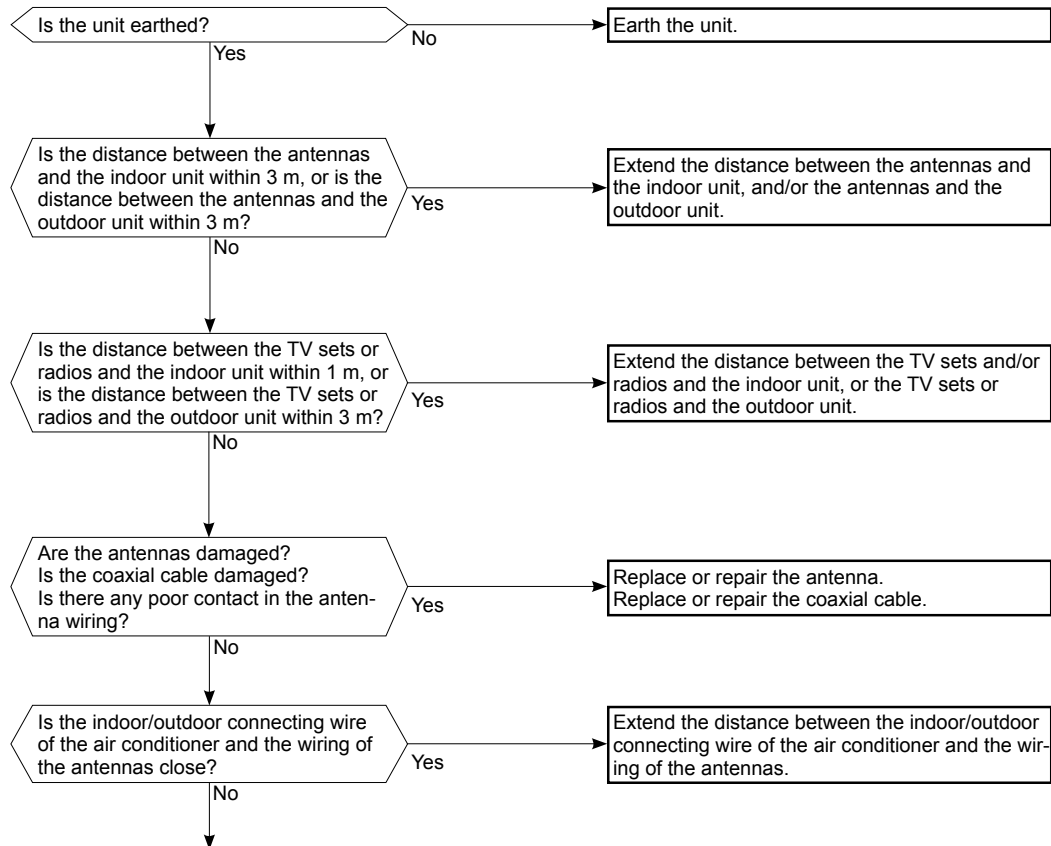 Is the unit earthed?
No
Earth the unit.
Yes
Is the distance between the antennas
and the indoor unit within 3 m, or is the
distance between the antennas and the
outdoor unit within 3 m?
Yes
Extend the distance between the antennas and
the indoor unit, and/or the antennas and the
outdoor unit.
No
Is the distance between the TV sets or
radios and the indoor unit within 1 m, or
is the distance between the TV sets or
radios and the outdoor unit within 3 m?
Yes
Extend the distance between the TV sets and/or
radios and the indoor unit, or the TV sets or
radios and the outdoor unit.
No
Are the antennas damaged?
Is the coaxial cable damaged?
Is there any poor contact in the anten-
na wiring?
Yes
Replace or repair the antenna.
Replace or repair the coaxial cable.
No
Is the indoor/outdoor connecting wire
of the air conditioner and the wiring of
the antennas close?
Yes
Extend the distance between the indoor/outdoor
connecting wire of the air conditioner and the wir-
ing of the antennas.
No